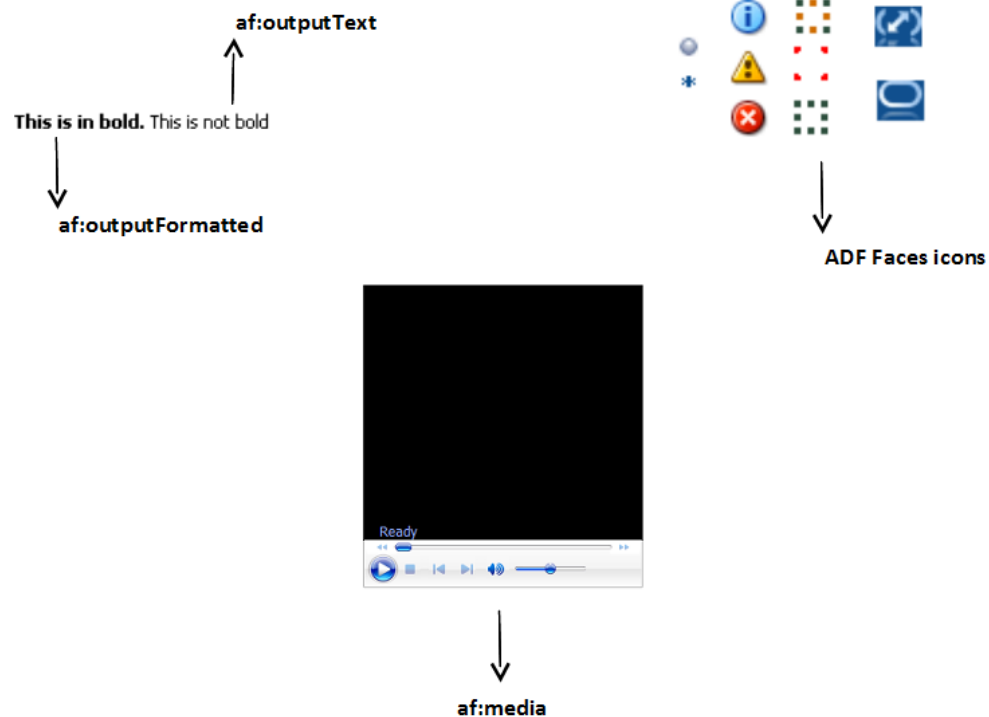 af:outputText
This is in bold. This is not bold
af:outputFormatted
ADF Faces icons
Ready
af:media